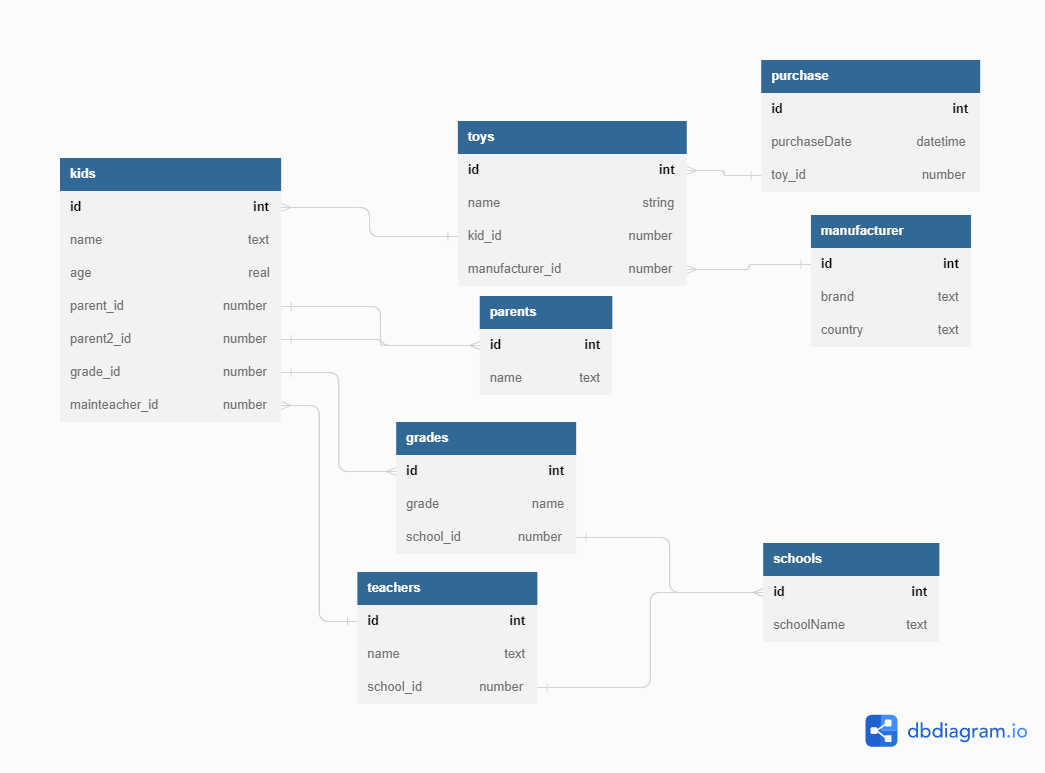 purchase
id int
purchaseDate datetime
toy_id number
toys
id int
name string
kid_id number
manufacturer_id number
kids
id int
name text
age real
parent_id number
parent2_id number
grade_id number
mainteacher_id number
manufacturer
id int
brand text
country text
parents
id int
name text
grades
id int
grade name
school_id number
schools
id int
schoolName text
teachers
id int
name text
school_id number
dbdiagram.io